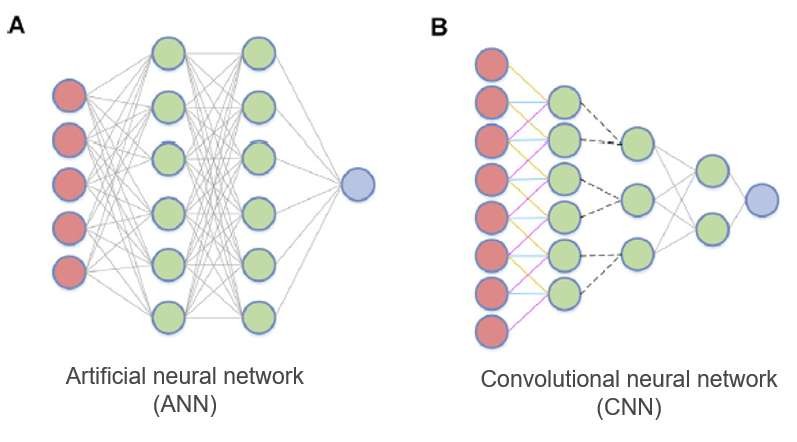 A
B
Artificial neural network
(ANN)
Convolutional neural network
(CNN)